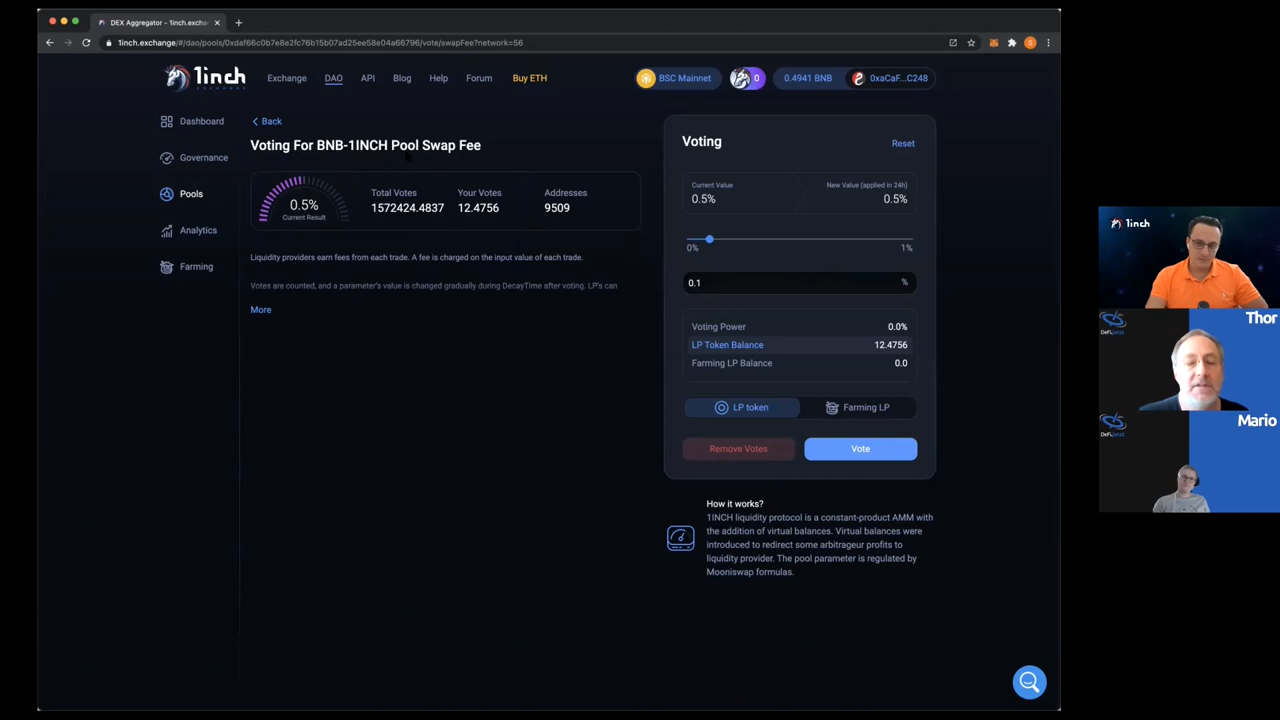 DEX Aggregator - 1inch.excha
1inch.exchange/#/dao/pools/0xdaf66c0b7e8e2fc76b15b07ad25ee58e04a66796/vote/swapFee?network=56
1inch
EXCHANGE
Exchange
DAO
API
Blog
Help
Forum
Buy ETH
BSC Mainnet
0
0.4941 BNB
0xaCaF...C248
Dashboard
Governance
Pools
Analytics
Farming
Back
Voting For BNB-1INCH Pool Swap Fee
0.5%
Current Result
Total Votes
1572424.4837
Your Votes
12.4756
Addresses
9509
Liquidity providers earn fees from each trade. A fee is charged on the input value of each trade.
Votes are counted, and a parameter's value is changed gradually during DecayTime after voting. LP's can
More
Voting
Reset
Current Value
0.5%
New Value (applied in 24h)
0.5%
0%
1%
0.1
%
Voting Power
0.0%
LP Token Balance
12.4756
Farming LP Balance
0.0
LP token
Farming LP
Remove Votes
Vote
How it works?
1INCH liquidity protocol is a constant-product AMM with
the addition of virtual balances. Virtual balances were
introduced to redirect some arbitrageur profits to
liquidity provider. The pool parameter is regulated by
Mooniswap formulas.
1inch
Thor
Mario